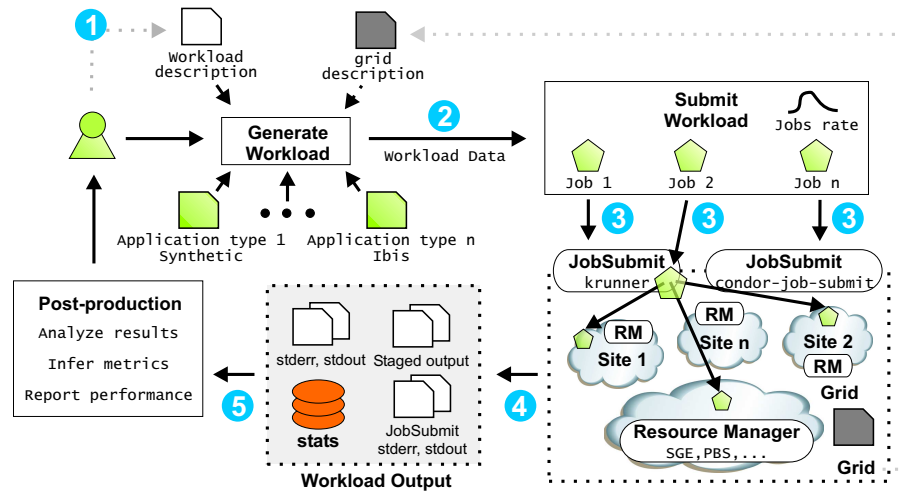 1
Workload
description
grid
description
Generate
Workload
2
Workload Data
Submit
Workload
Jobs rate
Job 1
Job 2
Job n
Application type 1
Synthetic
Application type n
Ibis
3
3
3
JobSubmit
krunner
JobSubmit
condor-job-submit
Post-production
Analyze results
Infer metrics
Report performance
5
stderr, stdout
Staged output
stats
JobSubmit
stderr, stdout
Workload Output
4
RM
Site 1
RM
Site n
Site 2
RM
Grid
Resource Manager
SGE,PBS,...
Grid